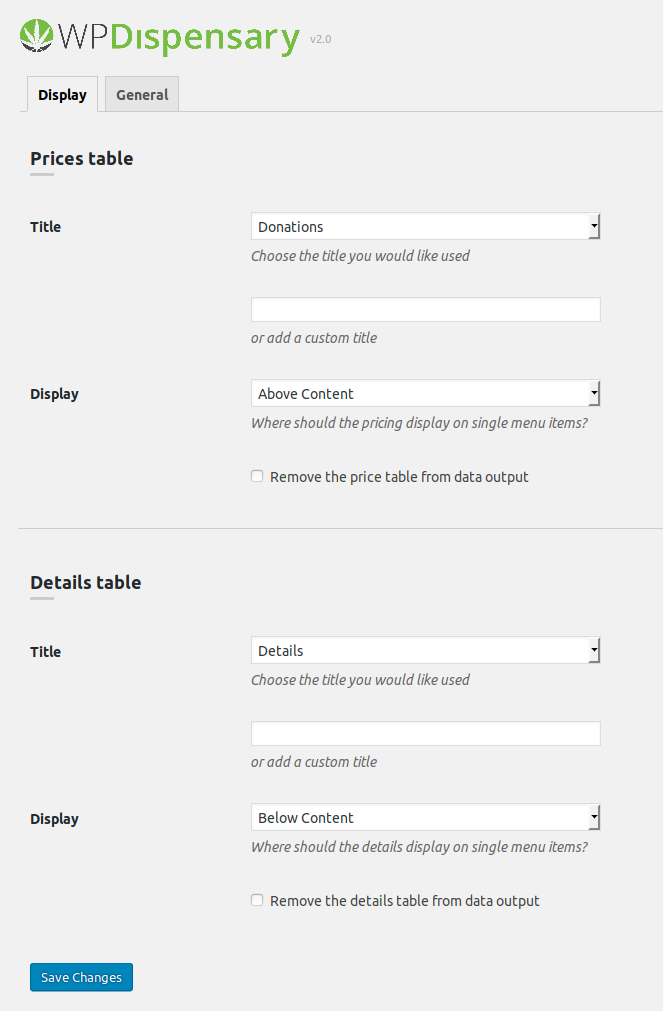 WPDispensary v2.0
Display General
Prices table
Title Donations
Choose the title you would like used
or add a custom title
Display Above Content
Where should the pricing display on single menu items?
Remove the price table from data output
Details table
Title Details
Choose the title you would like used
or add a custom title
Display Below Content
Where should the details display on single menu items?
Remove the details table from data output
Save Changes